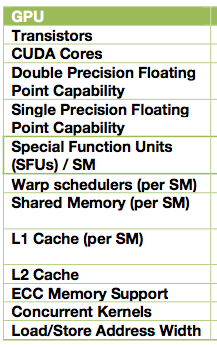 GPU
Transistors
CUDA Cores
Double Precision Floating
Point Capability
Single Precision Floating
Point Capability
Special Function Units
(SFUs) / SM
Warp schedulers (per SM)
Shared Memory (per SM)
L1 Cache (per SM)
L2 Cache
ECC Memory Support
Concurrent Kernels
Load/Store Address Width